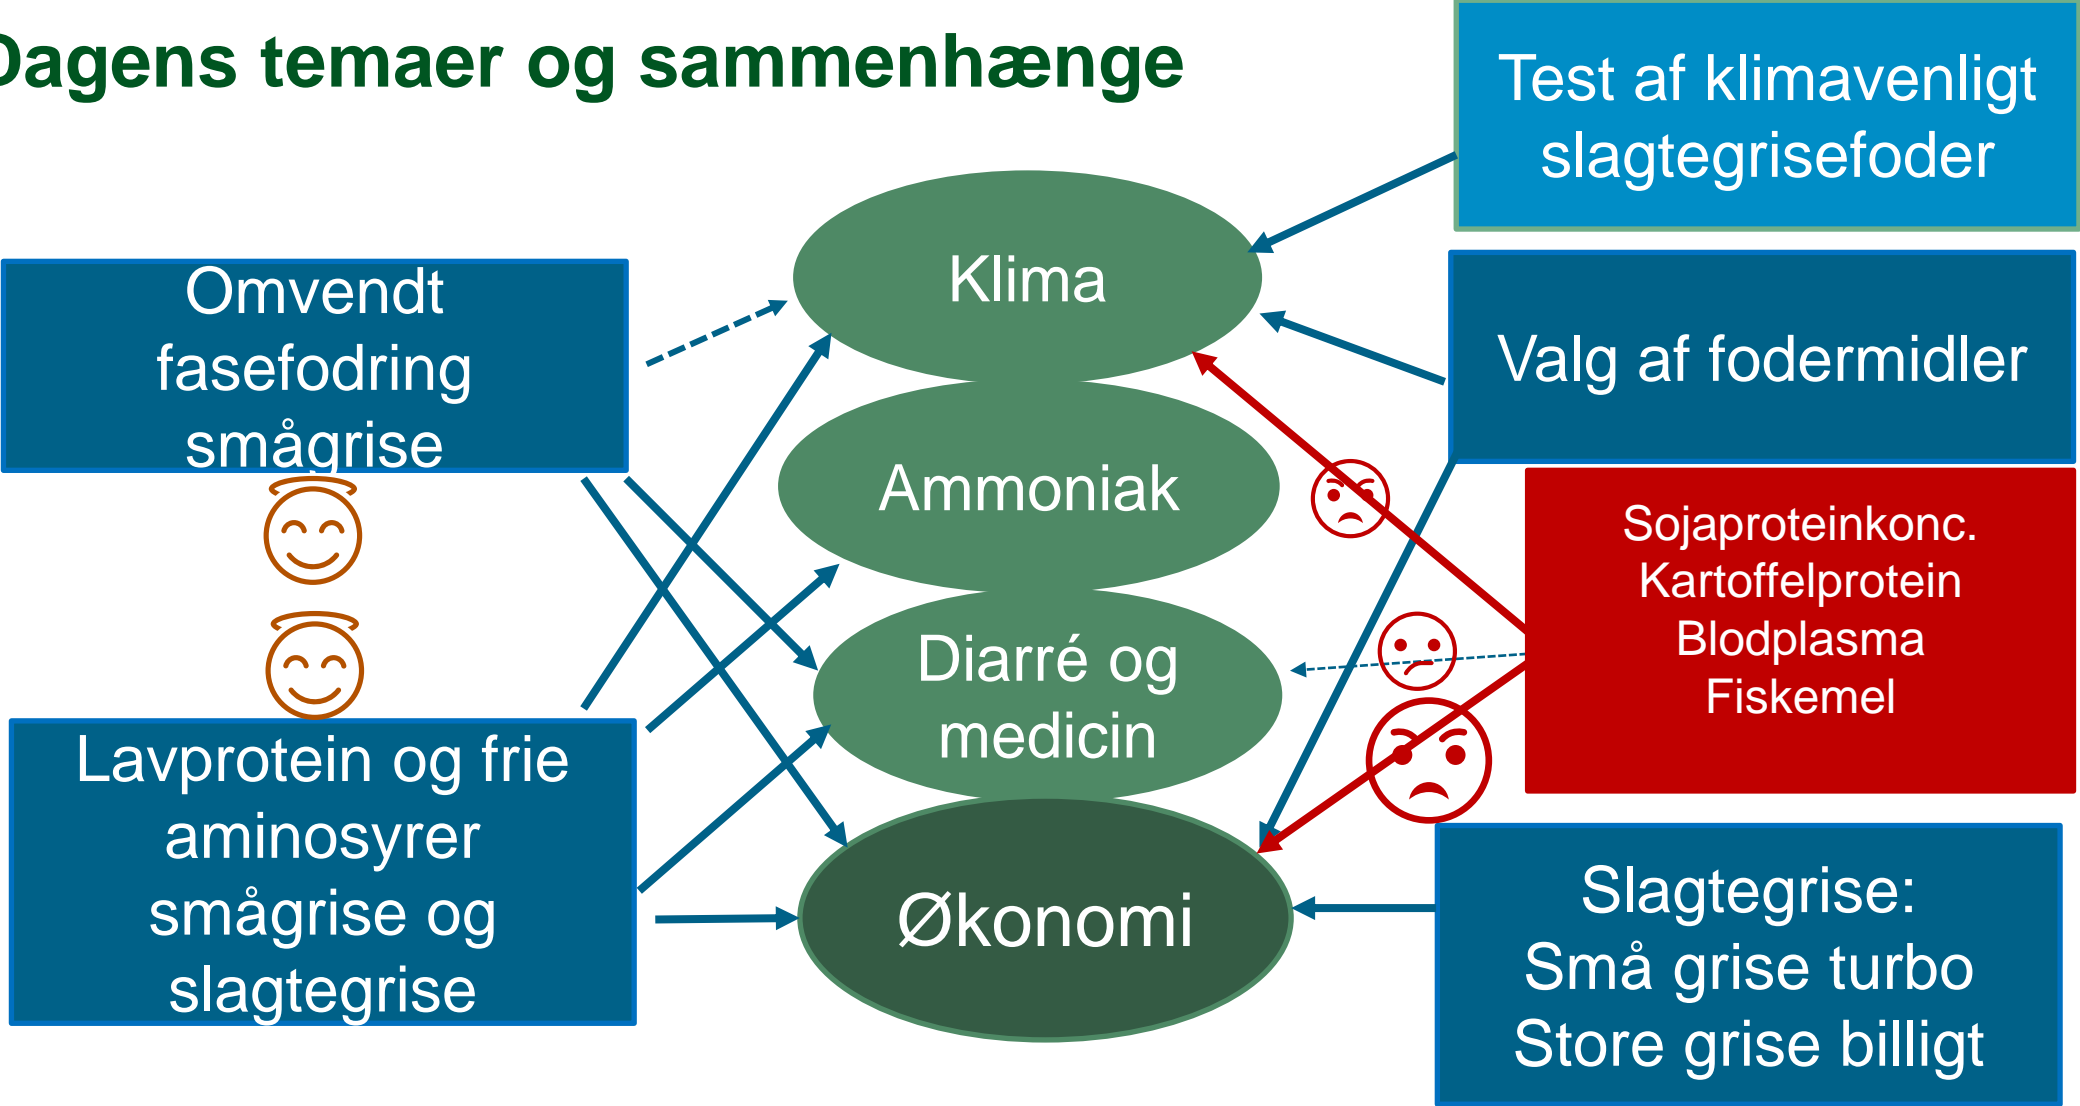 Dagens temaer og sammenhænge
Test af klimavenligt
slagtegrisefoder
Omvendt
fasefodring
smågrise
Klima
Valg af fodermidler
Ammoniak
Sojaproteinkonc.
Kartoffelprotein
Blodplasma
Fiskemel
Diarré og
medicin
Lavprotein og frie
aminosyrer
smågrise og
slagtegrise
Økonomi
Slagtegrise:
Små grise turbo
Store grise billigt